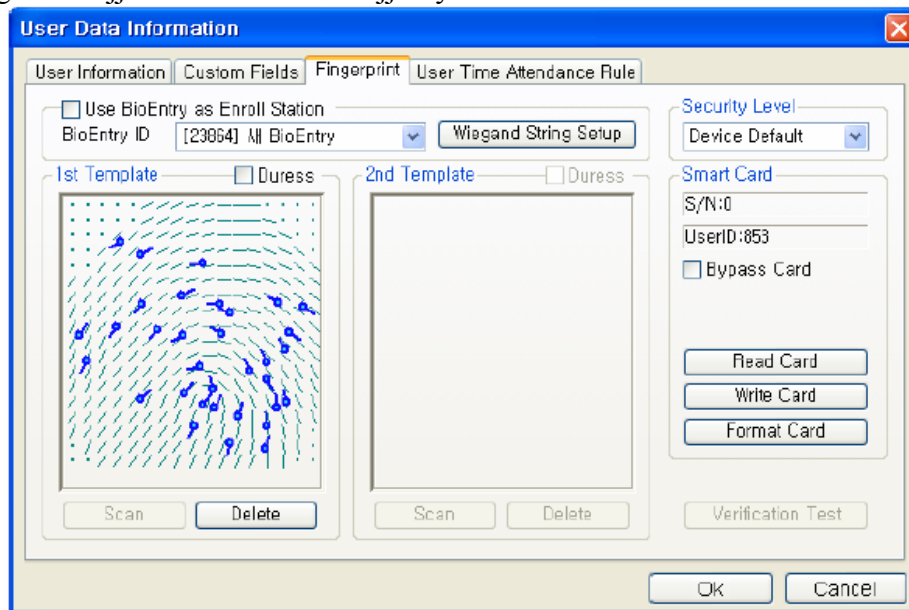 User Data Information
User Information Custom Fields Fingerprint User Time Attendance Rule
Use BioEntry as Enroll Station
BioEntry ID [23864] 새 BioEntry Wiegand String Setup
Security Level
Device Default
1st Template Duress
2nd Template Duress
Smart Card
S/N:0
UserID:853
Bypass Card
Read Card
Write Card
Format Card
Scan Delete
Scan Delete
Verification Test
OK Cancel